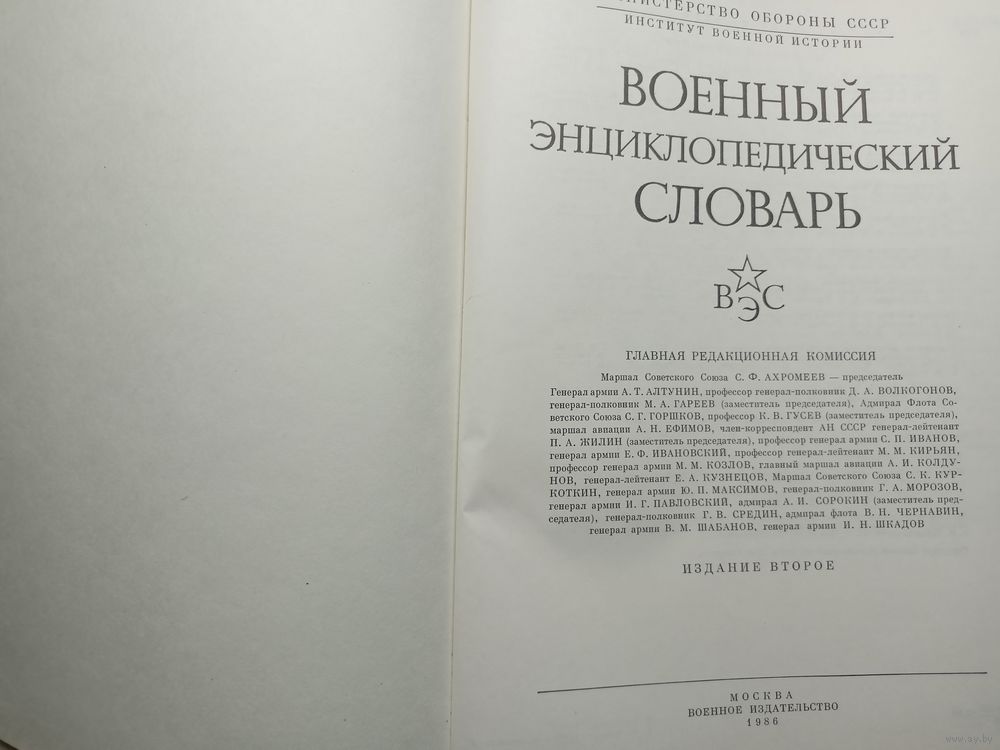 МИНИСТЕРСТВО ОБОРОНЫ СССР
ИНСТИТУТ ВОЕННОЙ ИСТОРИИ
ВОЕННЫЙ
ЭНЦИКЛОПЕДИЧЕСКИЙ
СЛОВАРЬ
ВЭС
ГЛАВНАЯ РЕДАКЦИОННАЯ КОМИССИЯ
Маршал Советского Союза С. Ф. АХРОМЕЕВ — председатель
Генерал армии А. Т. АЛТУНИН, профессор генерал-полковник Д. А. ВОЛКОГОНОВ,
генерал-полковник М. А. ГАРЕЕВ (заместитель председателя), Адмирал Флота Со-
ветского Союза С. Г. ГОРШКОВ, профессор К. В. ГУСЕВ (заместитель председателя),
маршал авиации А. Н. ЕФИМОВ, член-корреспондент АН СССР генерал-лейтенант
П. А. ЖИЛИН (заместитель председателя), профессор генерал армии С. П. ИВАНОВ,
генерал армии Е. Ф. ИВАНОВСКИЙ, профессор генерал-лейтенант М. М. КИРЬЯН,
профессор генерал армии М. М. КОЗЛОВ, главный маршал авиации А. И. КОЛДУ-
НОВ, генерал-лейтенант Е. А. КУЗНЕЦОВ, Маршал Советского Союза С. К. КУР-
КОТКИН, генерал армии Ю. П. МАКСИМОВ, генерал-полковник Г. А. МОРОЗОВ,
генерал армии И. Г. ПАВЛОВСКИЙ, адмирал А. И. СОРОКИН (заместитель пред-
седателя), генерал-полковник Г. В. СРЕДИН, адмирал флота В. Н. ЧЕРНАВИН,
генерал армии В. М. ШАБАНОВ, генерал армии И. Н. ШКАДОВ
ИЗДАНИЕ ВТОРОЕ
МОСКВА
ВОЕННОЕ ИЗДАТЕЛЬСТВО
1986
www.ay.by